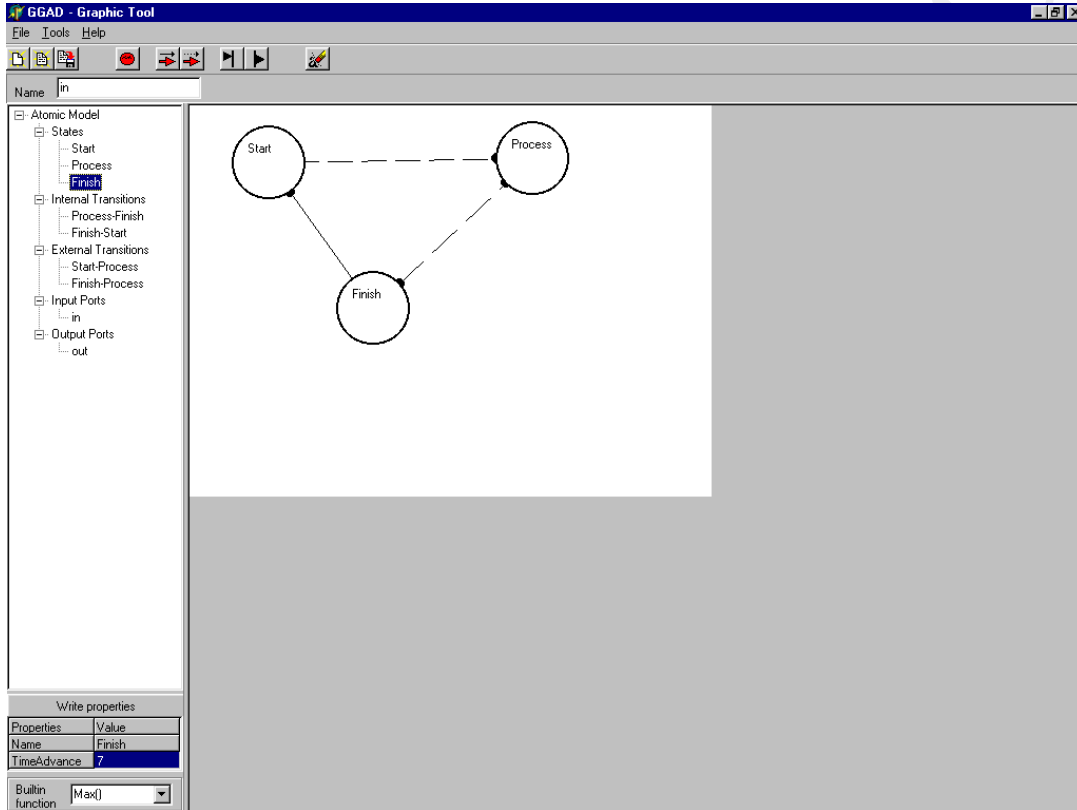 GGAD - Graphic Tool
File Tools Help
Name in
Atomic Model
States
Start
Process
Finish
Internal Transitions
Process-Finish
Finish-Start
External Transitions
Start-Process
Finish-Process
Input Ports
in
Output Ports
out
Start
Process
Finish
Write properties
Properties Value
Name Finish
TimeAdvance 7
Builtin
function Max()